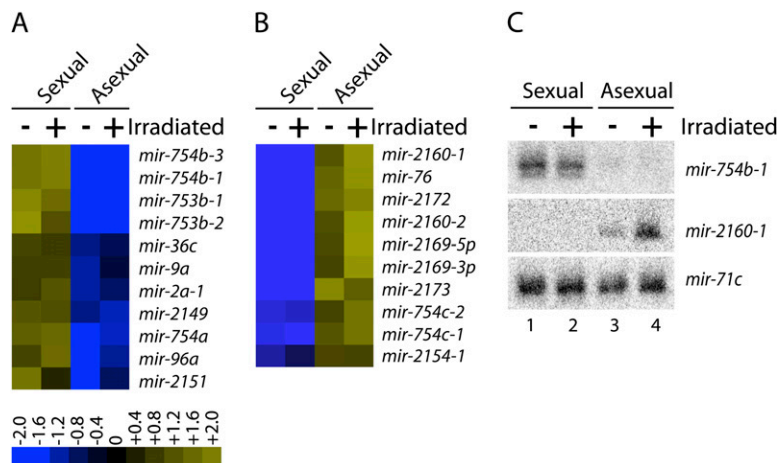 A
Sexual
Asexual
- + - + Irradiated
mir-754b-3
mir-754b-1
mir-753b-1
mir-753b-2
mir-36c
mir-9a
mir-2a-1
mir-2149
mir-754a
mir-96a
mir-2151
-2.0
-1.6
-1.2
-0.8
-0.4
0
+0.4
+0.8
+1.2
+1.6
+2.0
B
Sexual
Asexual
- + - + Irradiated
mir-2160-1
mir-76
mir-2172
mir-2160-2
mir-2169-5p
mir-2169-3p
mir-2173
mir-754c-2
mir-754c-1
mir-2154-1
C
Sexual Asexual
- + - + Irradiated
mir-754b-1
mir-2160-1
mir-71c
1 2 3 4